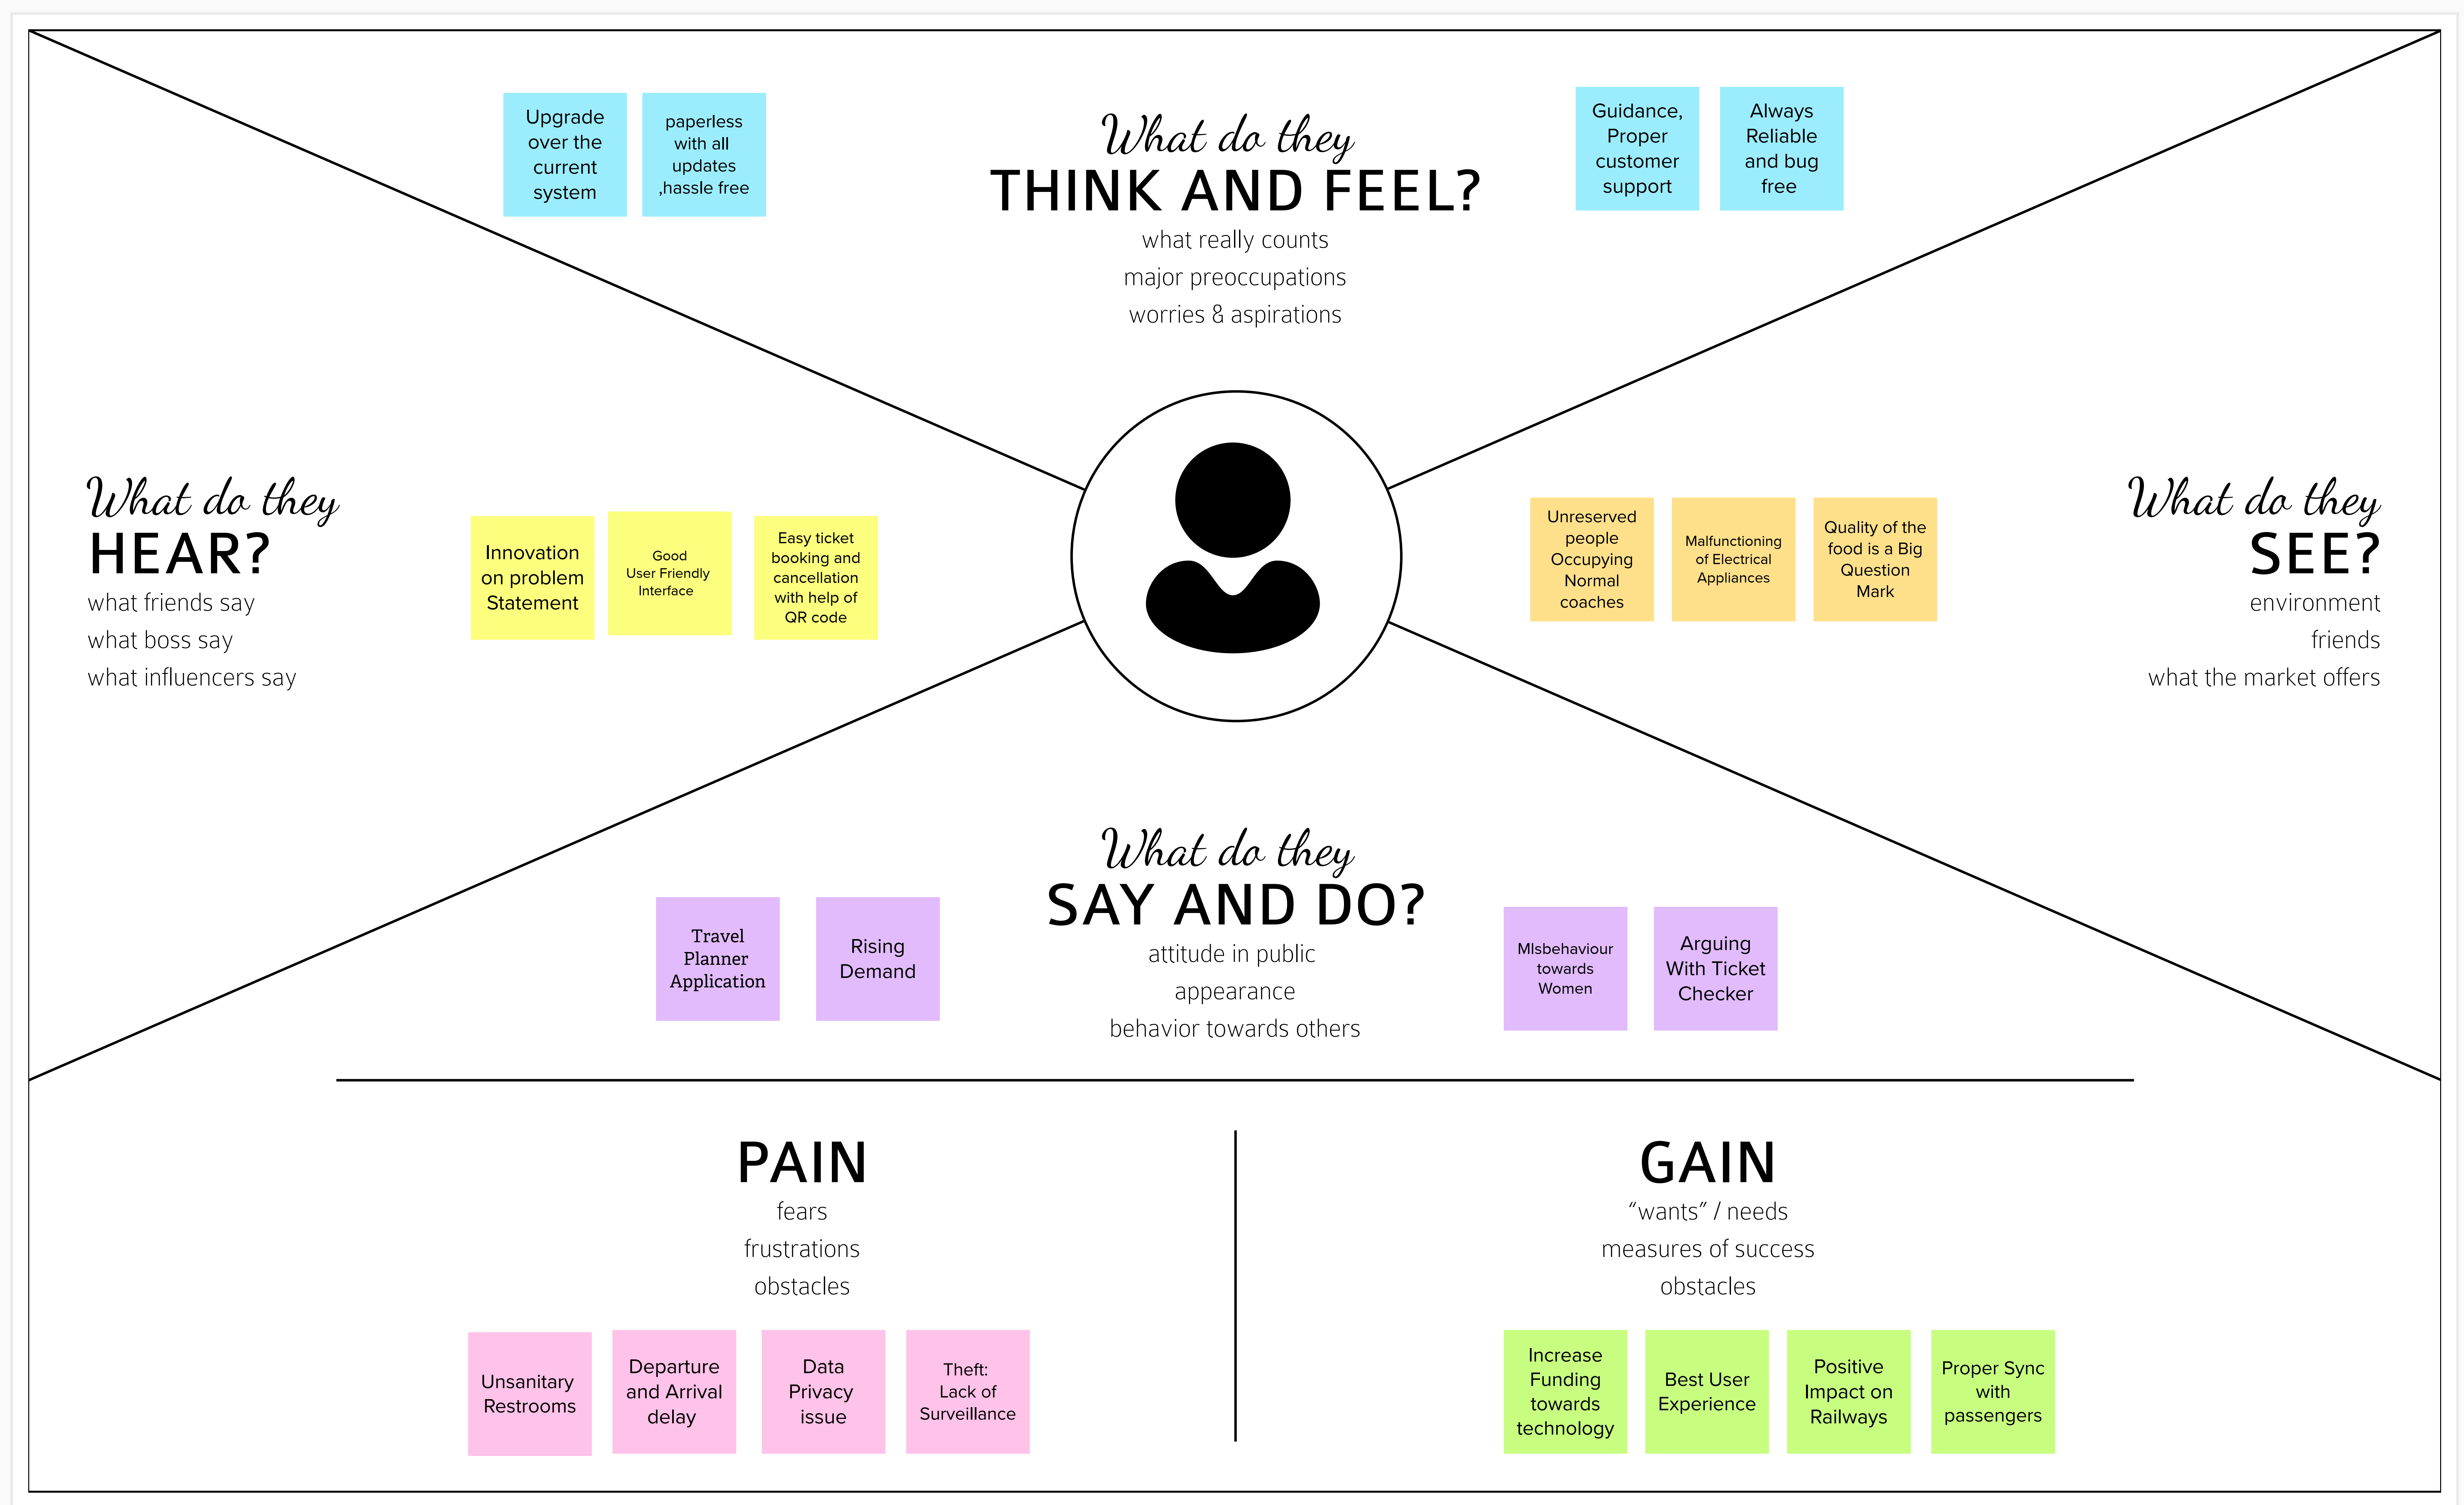 Upgrade
over the
current
system
paperless
with all
updates
,hassle free
What do they
THINK AND FEEL?
what really counts
major preoccupations
worries & aspirations
Guidance,
Proper
customer
support
Always
Reliable
and bug
free
What do they
HEAR?
what friends say
what boss say
what influencers say
Innovation
on problem
Statement
Good
User Friendly
Interface
Easy ticket
booking and
cancellation
with help of
QR code
Unreserved
people
Occupying
Normal
coaches
Malfunctioning
of Electrical
Appliances
Quality of the
food is a Big
Question
Mark
What do they
SEE?
environment
friends
what the market offers
Travel
Planner
Application
Rising
Demand
What do they
SAY AND DO?
attitude in public
appearance
behavior towards others
MIsbehaviour
towards
Women
Arguing
With Ticket
Checker
PAIN
fears
frustrations
obstacles
Unsanitary
Restrooms
Departure
and Arrival
delay
Data
Privacy
issue
Theft:
Lack of
Surveillance
GAIN
“wants” / needs
measures of success
obstacles
Increase
Funding
towards
technology
Best User
Experience
Positive
Impact on
Railways
Proper Sync
with
passengers